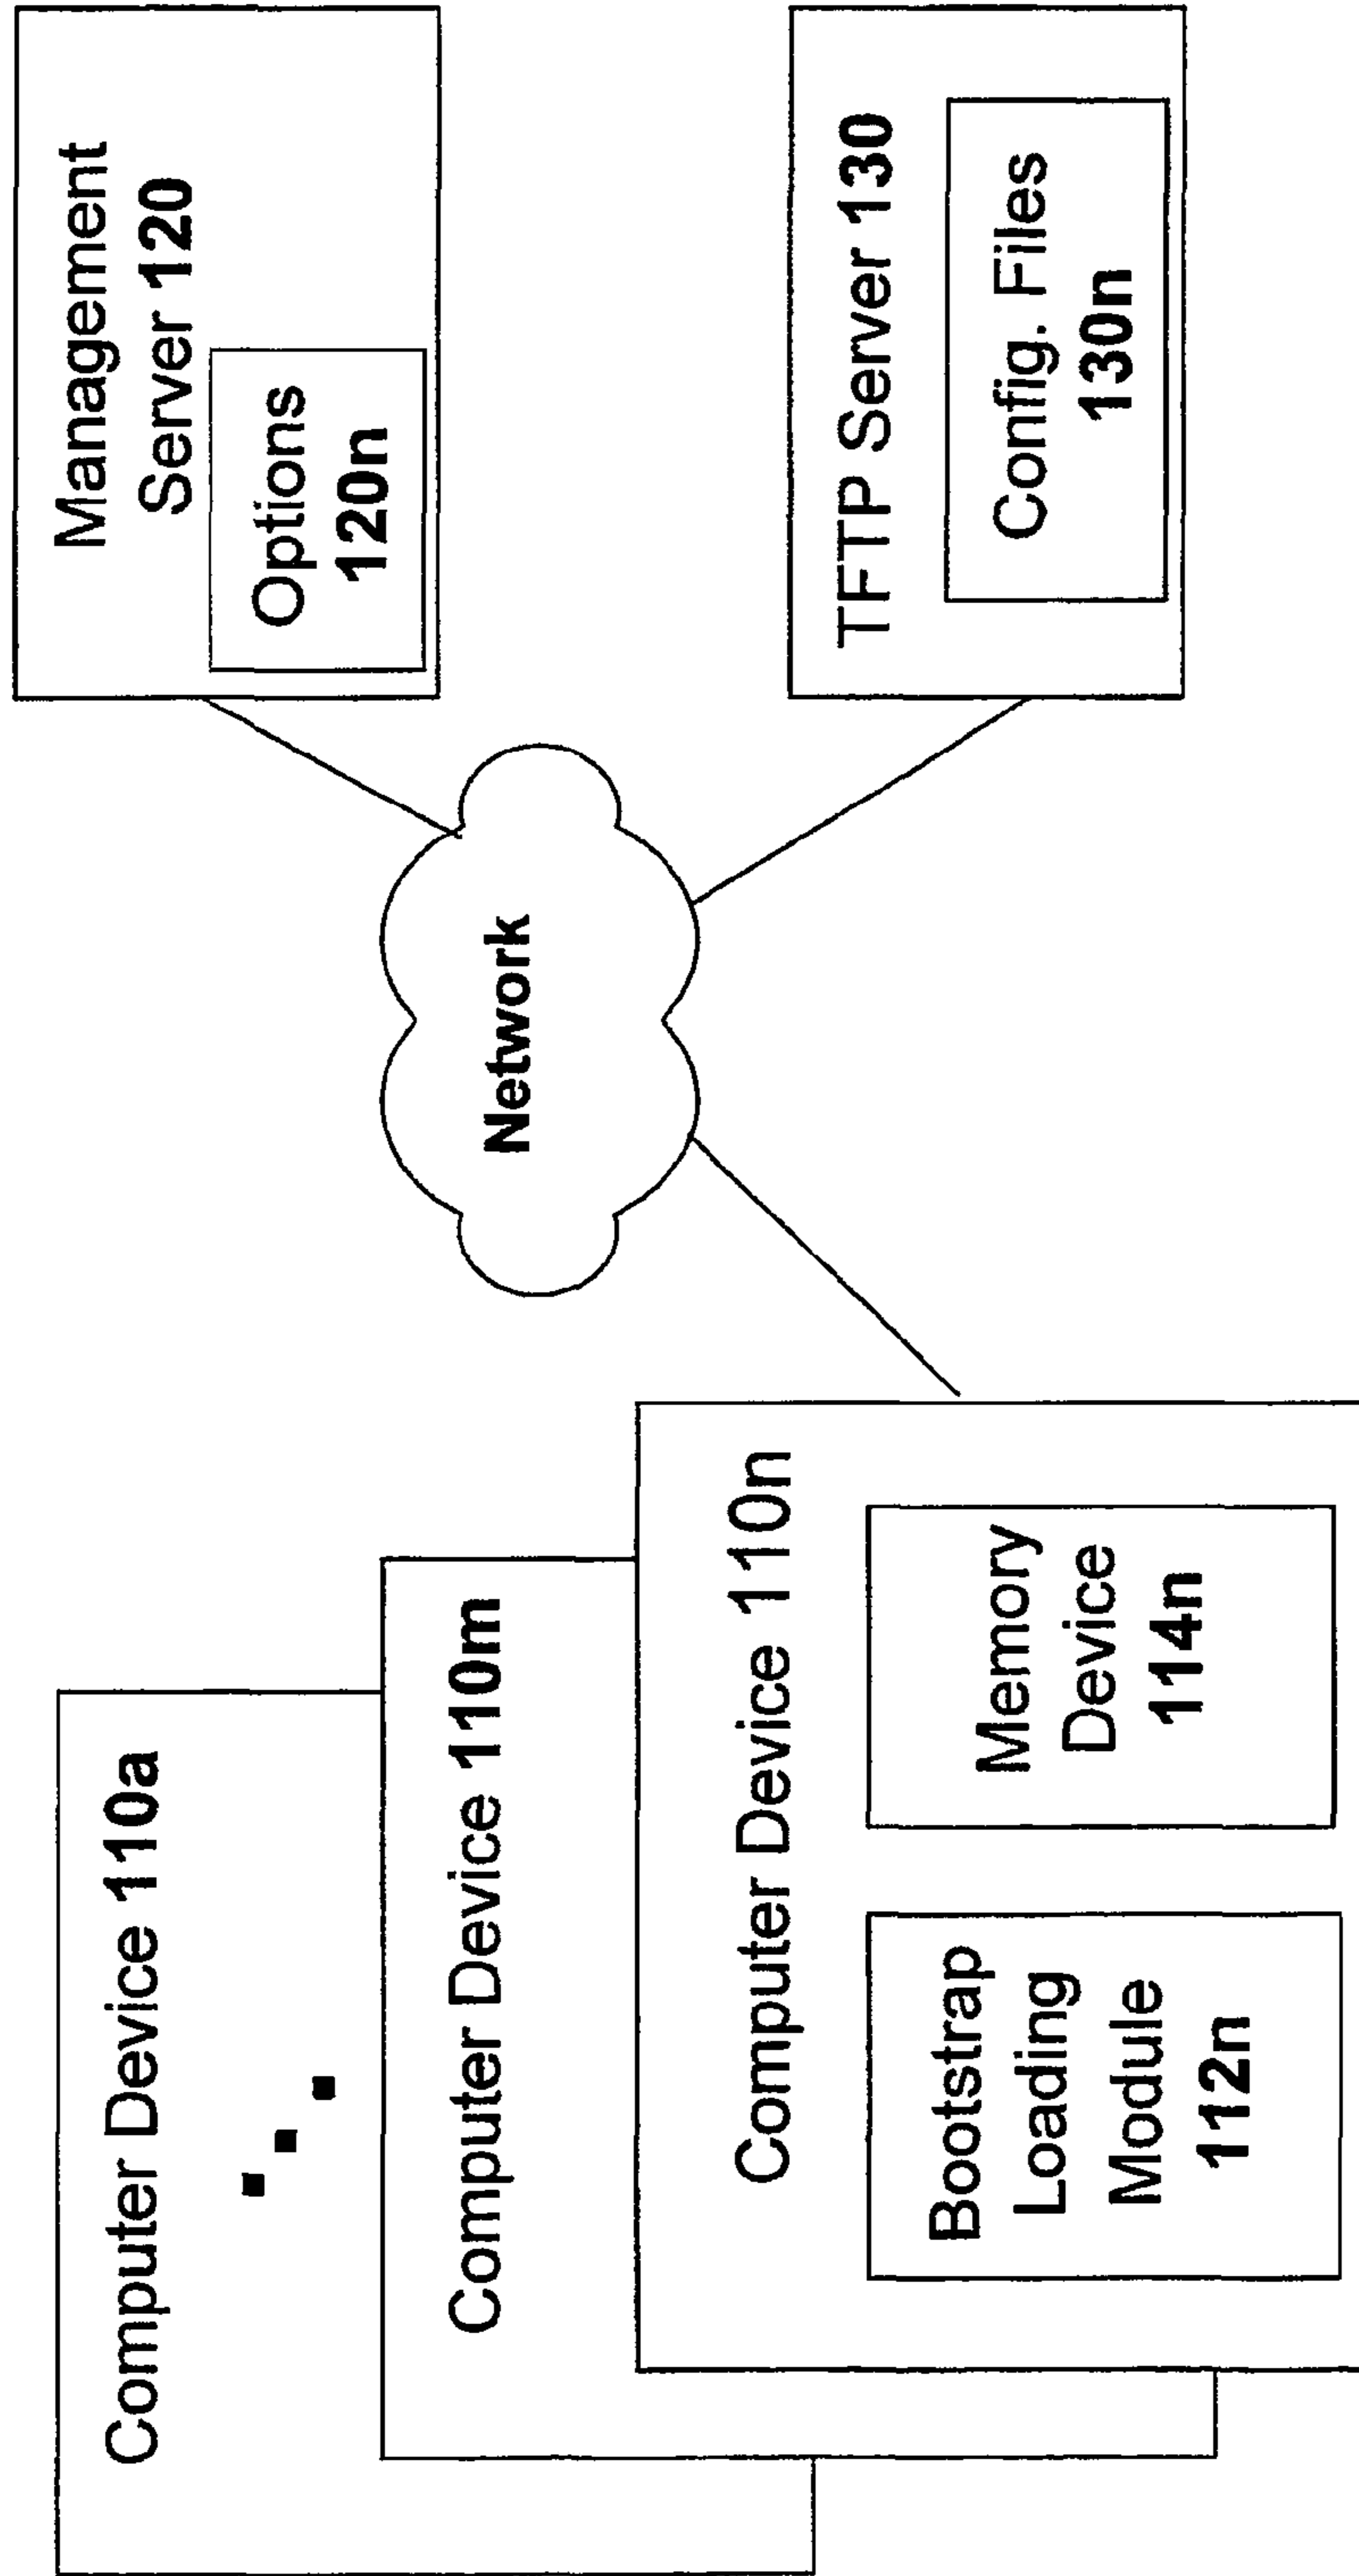 Computer Device 110a
Computer Device 110m
Computer Device 110n
Bootstrap
Loading
Module
112n
Memory
Device
114n
Network
Management
Server 120
Options
120n
TFTP Server 130
Config. Files
130n